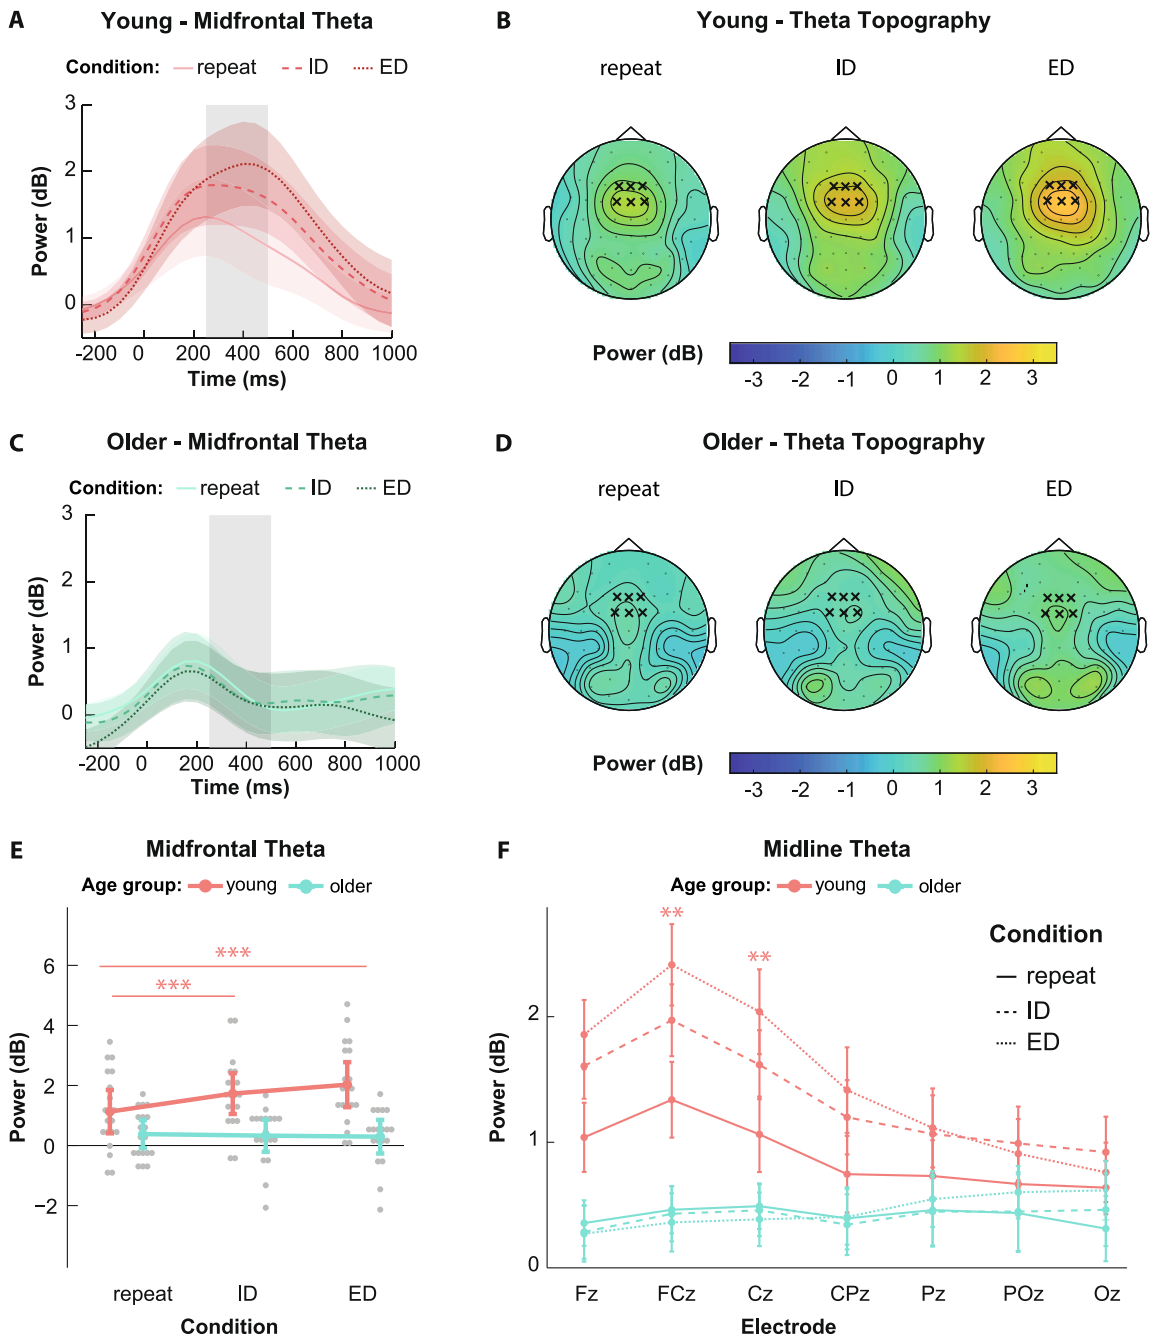 A Young - Midfrontal Theta
Condition: repeat ID ED
3
2
1
0
Power (dB)
-200 0 200 400 600 800 1000
Time (ms)
B Young - Theta Topography
repeat ID ED
Power (dB)
-3 -2 -1 0 1 2 3
C Older - Midfrontal Theta
Condition: repeat ID ED
3
2
1
0
Power (dB)
-200 0 200 400 600 800 1000
Time (ms)
D Older - Theta Topography
repeat ID ED
Power (dB)
-3 -2 -1 0 1 2 3
E Midfrontal Theta
Age group: young older
***
***
6
4
2
0
−2
Power (dB)
repeat ID ED
Condition
F Midline Theta
Age group: young older
**
**
Condition
repeat
ID
ED
2
1
0
Power (dB)
Fz FCz Cz CPz Pz POz Oz
Electrode